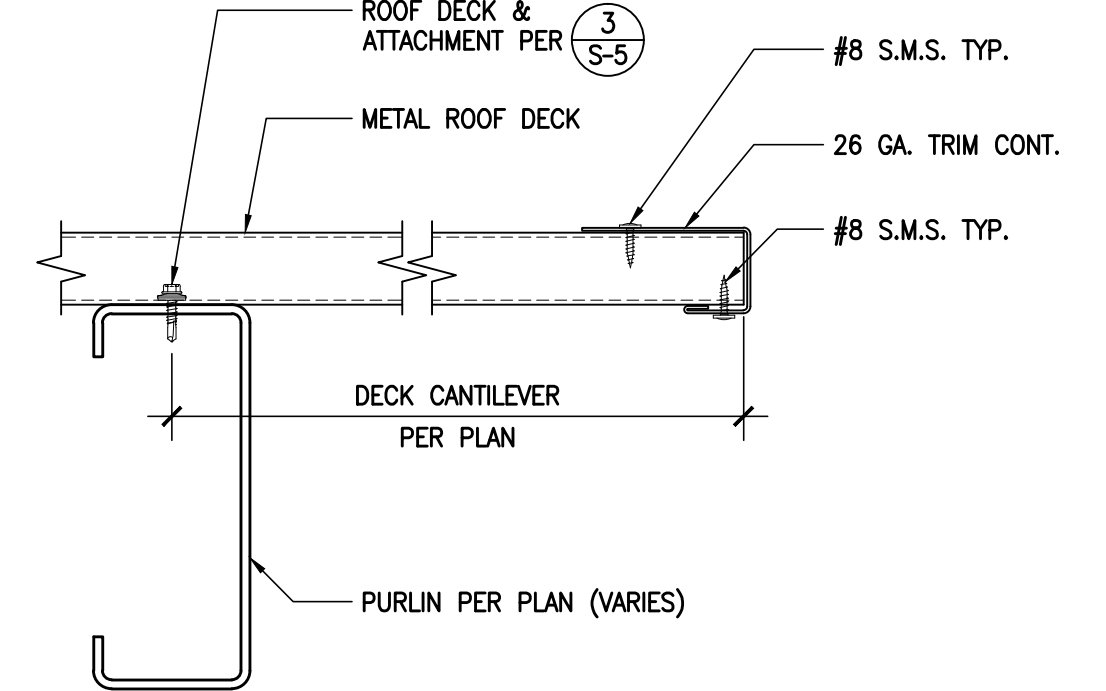 ROOF DECK &
ATTACHMENT PER
3
S-5
METAL ROOF DECK
#8 S.M.S. TYP.
26 GA. TRIM CONT.
#8 S.M.S. TYP.
DECK CANTILEVER
PER PLAN
PURLIN PER PLAN (VARIES)